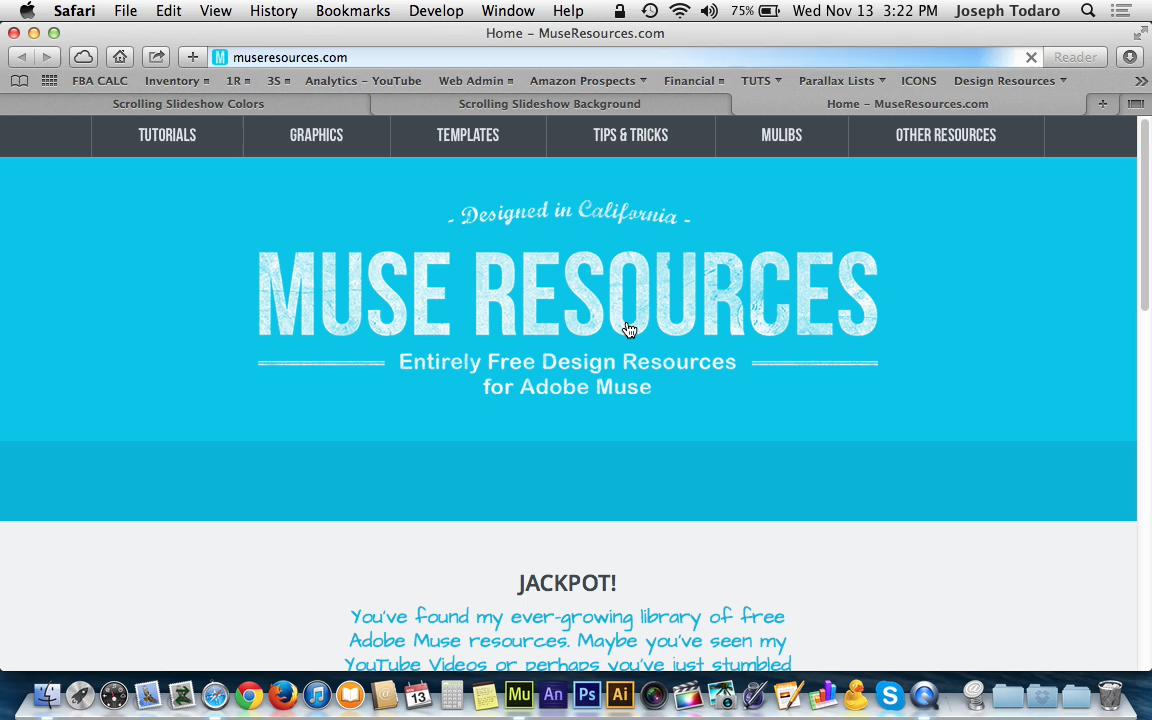 Safari File Edit View History Bookmarks Develop Window Help 75% Wed Nov 13 3:22 PM Joseph Todaro
Home – MuseResources.com
M museresources.com Reader
FBA CALC Inventory 1R 3S Analytics – YouTube Web Admin Amazon Prospects Financial TUTS Parallax Lists ICONS Design Resources
Scrolling Slideshow Colors Scrolling Slideshow Background Home – MuseResources.com
TUTORIALS GRAPHICS TEMPLATES TIPS & TRICKS MULIBS OTHER RESOURCES
- Designed in California -
MUSE RESOURCES
Entirely Free Design Resources
for Adobe Muse
JACKPOT!
You've found my ever-growing library of free
Adobe Muse resources. Maybe you've seen my
YouTube Videos or perhaps you've just stumbled
13 Mu An Ps Ai